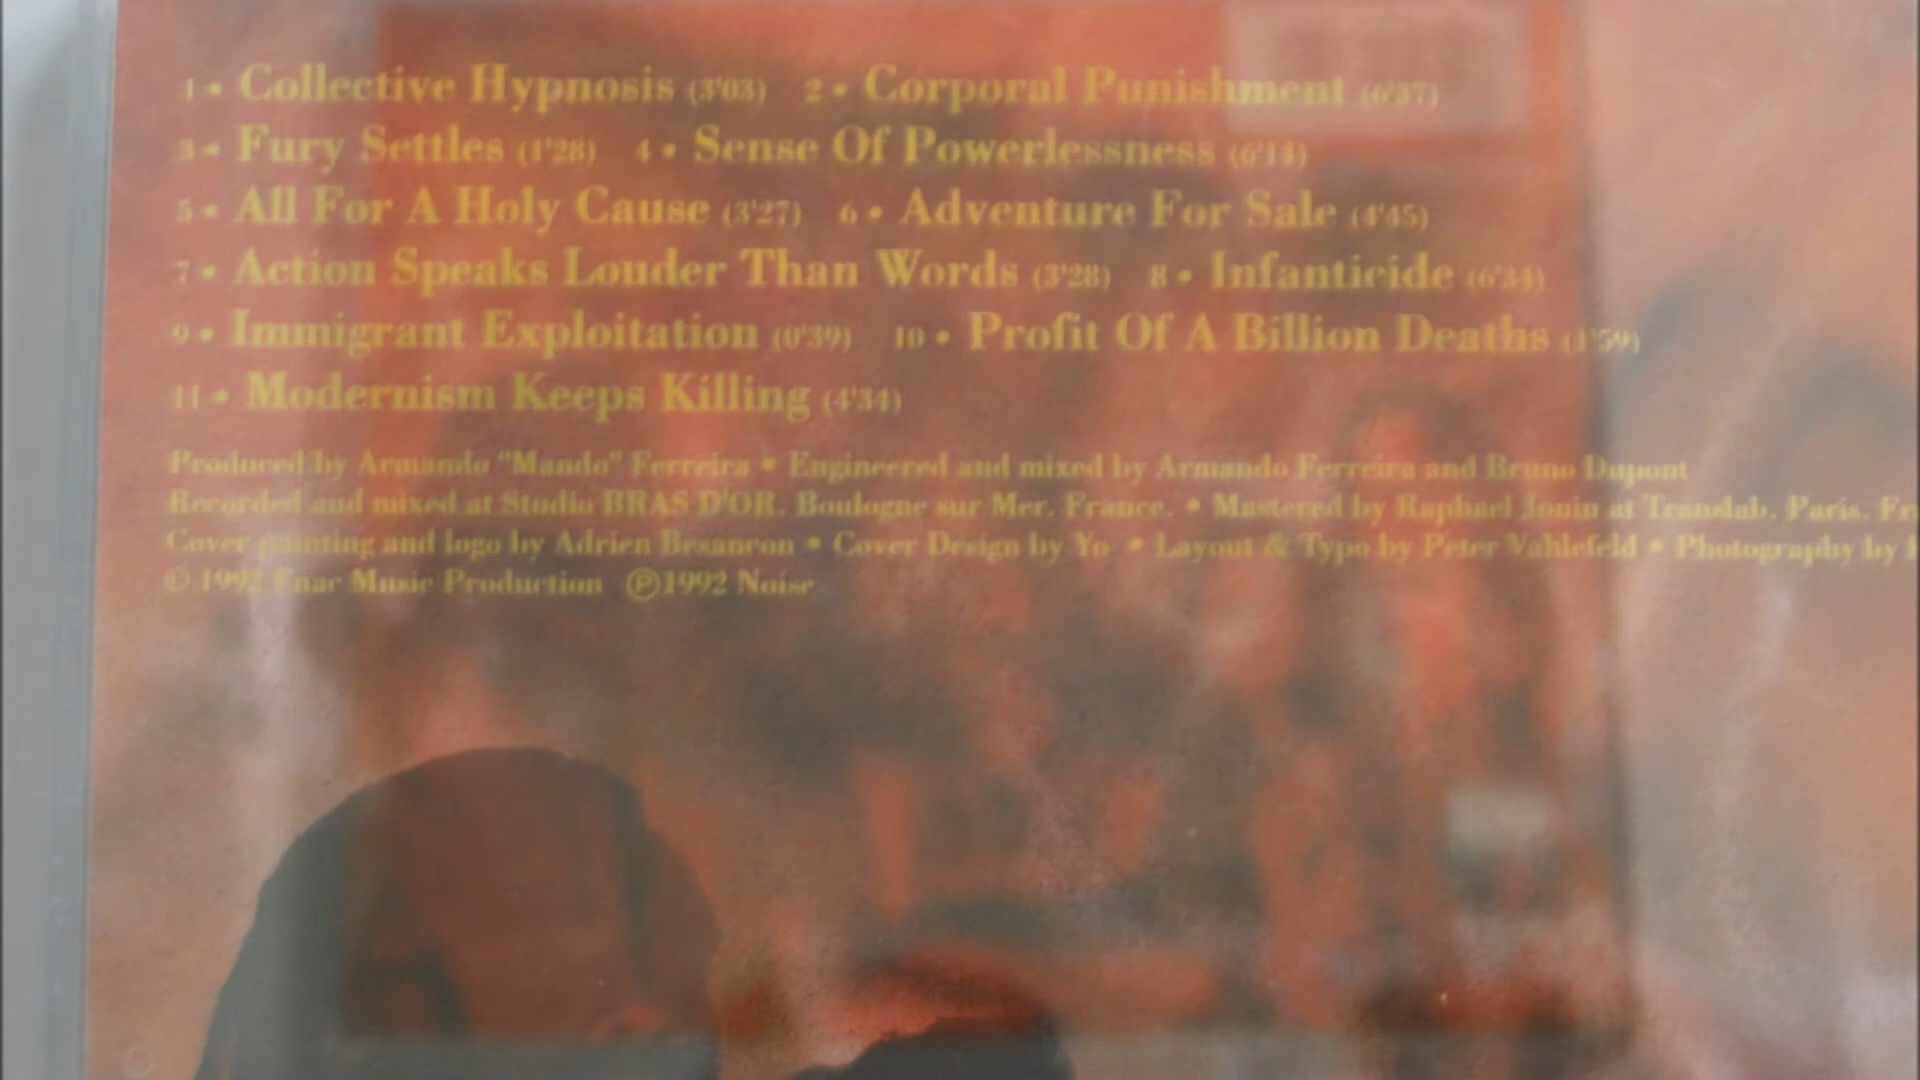 1 • Collective Hypnosis (3'03) 2 • Corporal Punishment (6'37)
3 • Fury Settles (1'28) 4 • Sense Of Powerlessness (6'14)
5 • All For A Holy Cause (3'27) 6 • Adventure For Sale (4'45)
7 • Action Speaks Louder Than Words (3'28) 8 • Infanticide (6'34)
9 • Immigrant Exploitation (0'39) 10 • Profit Of A Billion Deaths (1'59)
11 • Modernism Keeps Killing (4'34)
Produced by Armando "Mando" Ferreira • Engineered and mixed by Armando Ferreira and Bruno Dupont
Recorded and mixed at Studio BRAS D'OR. Boulogne sur Mer. France. • Mastered by Raphael Jonin at Translab. Paris. Fr
Cover painting and logo by Adrien Besancon • Cover Design by Yo • Layout & Typo by Peter Vahlefeld • Photography by
© 1992 Fnac Music Production ℗1992 Noise